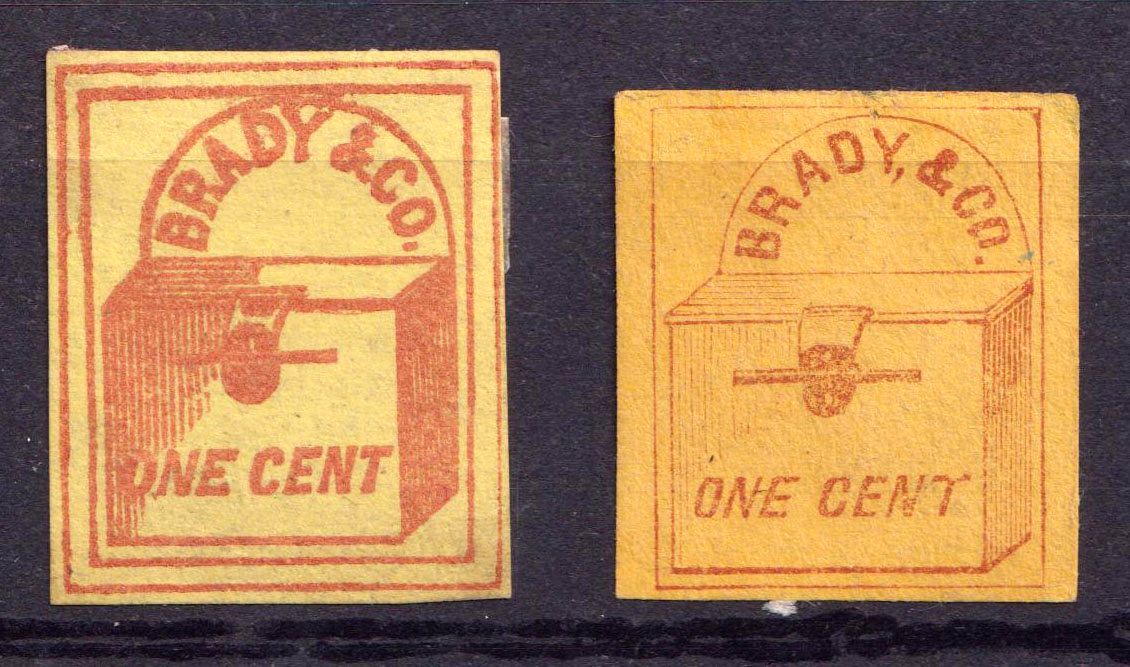 BRADY & CO.
ONE CENT
BRADY, & CO.
ONE CENT